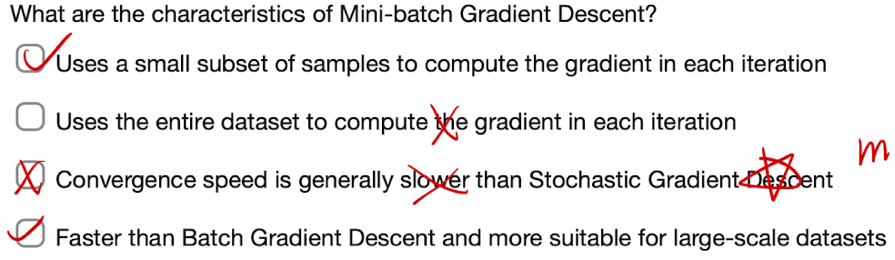 What are the characteristics of Mini-batch Gradient Descent?
Uses a small subset of samples to compute the gradient in each iteration
Uses the entire dataset to compute the gradient in each iteration
m
Convergence speed is generally slower than Stochastic Gradient Descent
Faster than Batch Gradient Descent and more suitable for large-scale datasets